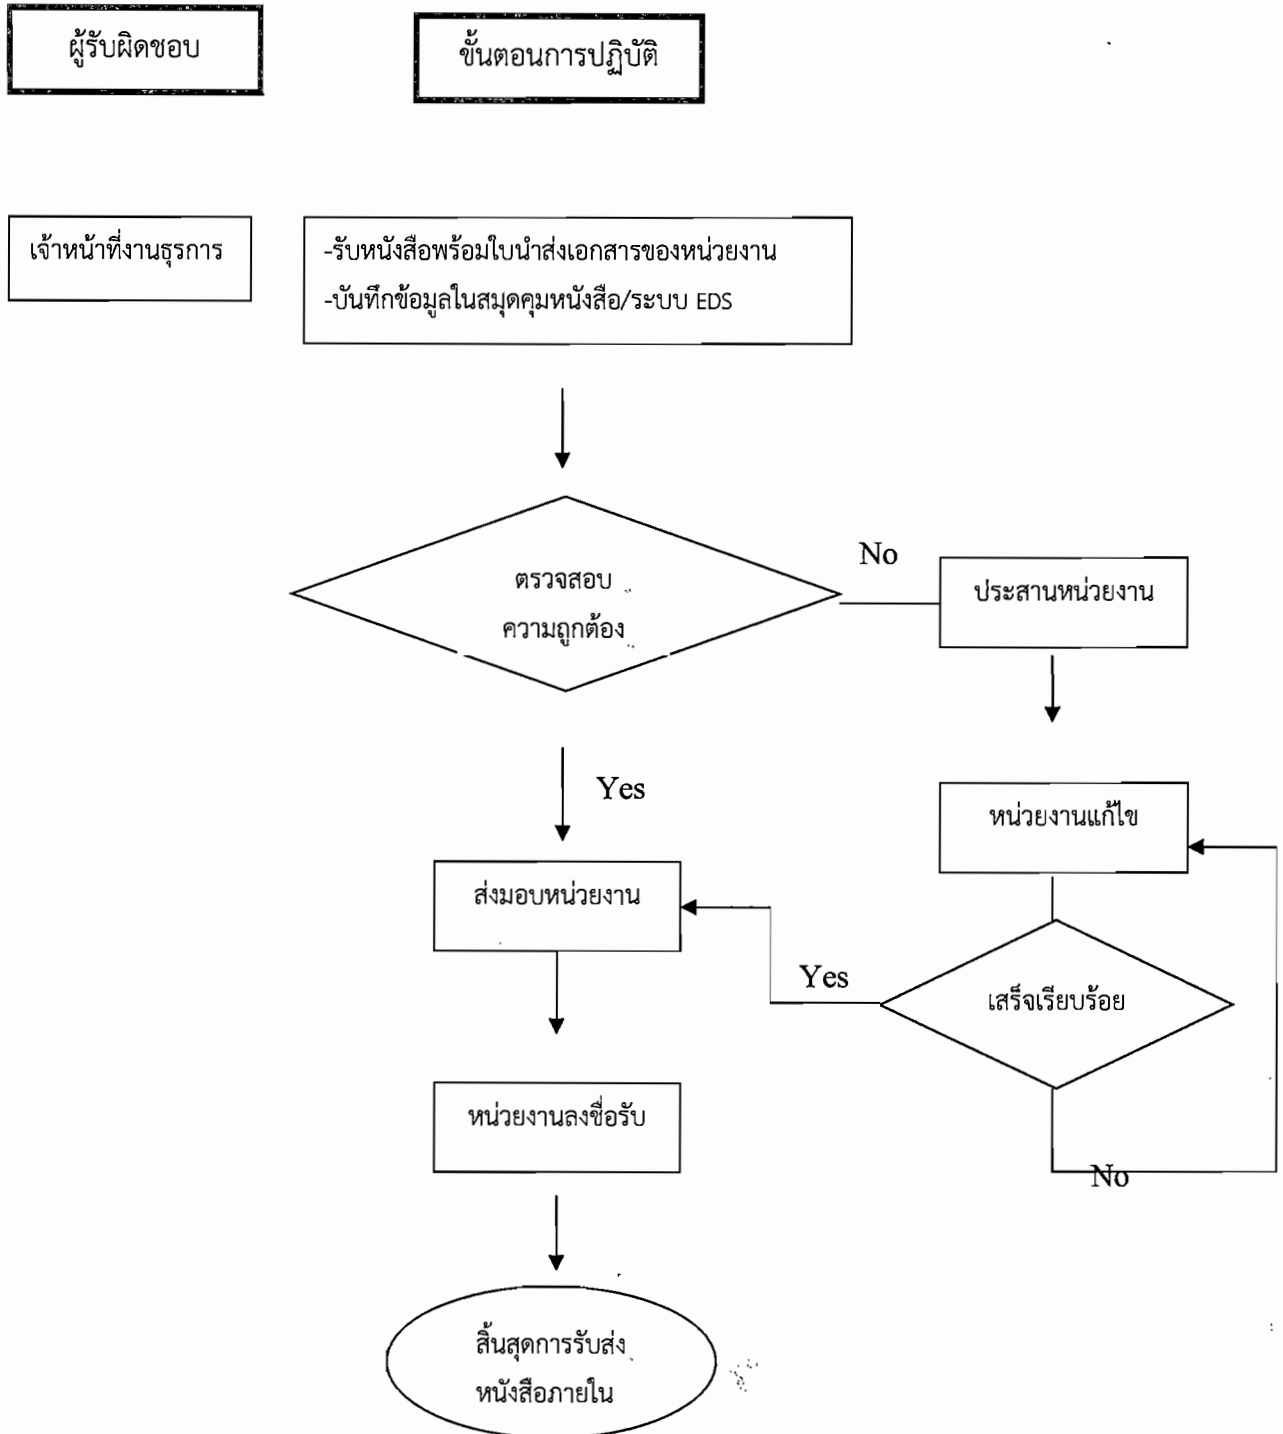 ผู้รับผิดชอบ
ขั้นตอนการปฏิบัติ
เจ้าหน้าที่งานธุรการ
-รับหนังสือพร้อมใบนำส่งเอกสารของหน่วยงาน
-บันทึกข้อมูลในสมุดคุมหนังสือ/ระบบ EDS
ตรวจสอบ
ความถูกต้อง
No
ประสานหน่วยงาน
Yes
หน่วยงานแก้ไข
ส่งมอบหน่วยงาน
Yes
เสร็จเรียบร้อย
หน่วยงานลงชื่อรับ
No
สิ้นสุดการรับส่ง
หนังสือภายใน